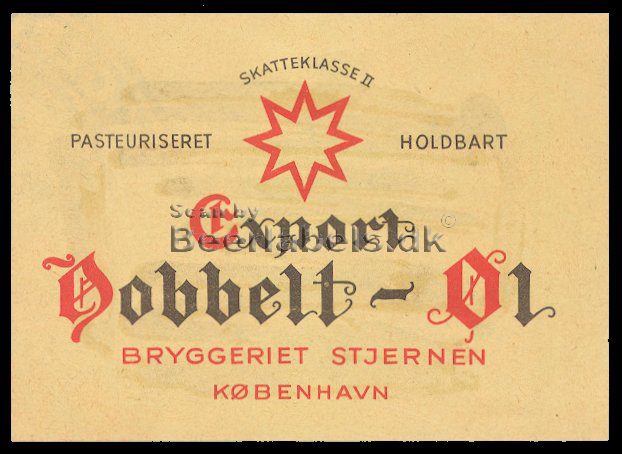 SKATTEKLASSE II
PASTEURISERET HOLDBART
Scan by
Export
©
BeerLabels.dk
Dobbelt - Øl
BRYGGERIET STJERNEN
KØBENHAVN